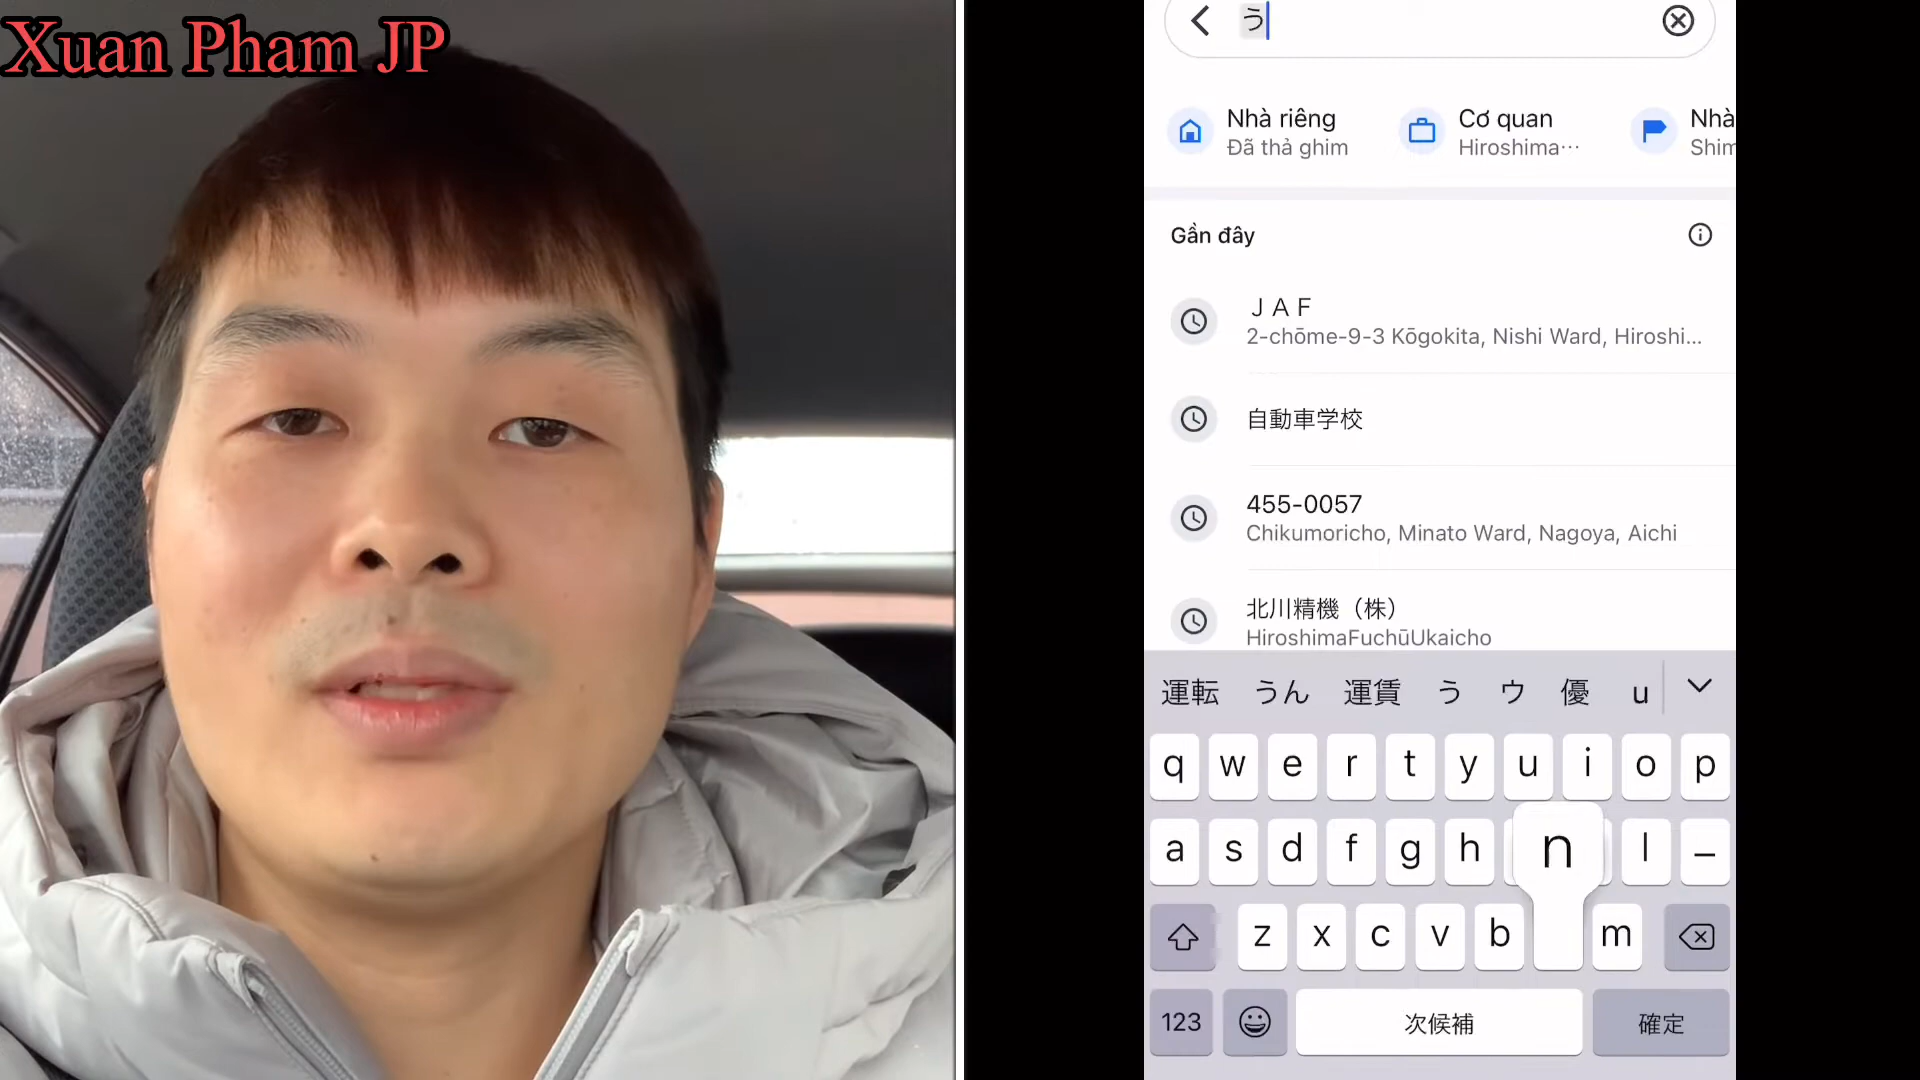 Xuan Pham JP
う
Nhà riêng
Đã thả ghim
Cơ quan
Hiroshima…
Nhà
Shim
Gần đây
ＪＡＦ
2-chōme-9-3 Kōgokita, Nishi Ward, Hiroshi...
自動車学校
455-0057
Chikumoricho, Minato Ward, Nagoya, Aichi
北川精機（株）
HiroshimaFuchūUkaicho
運転 うん 運賃 う ウ 優 u
q w e r t y u i o p
a s d f g h n l –
z x c v b m
123 次候補 確定